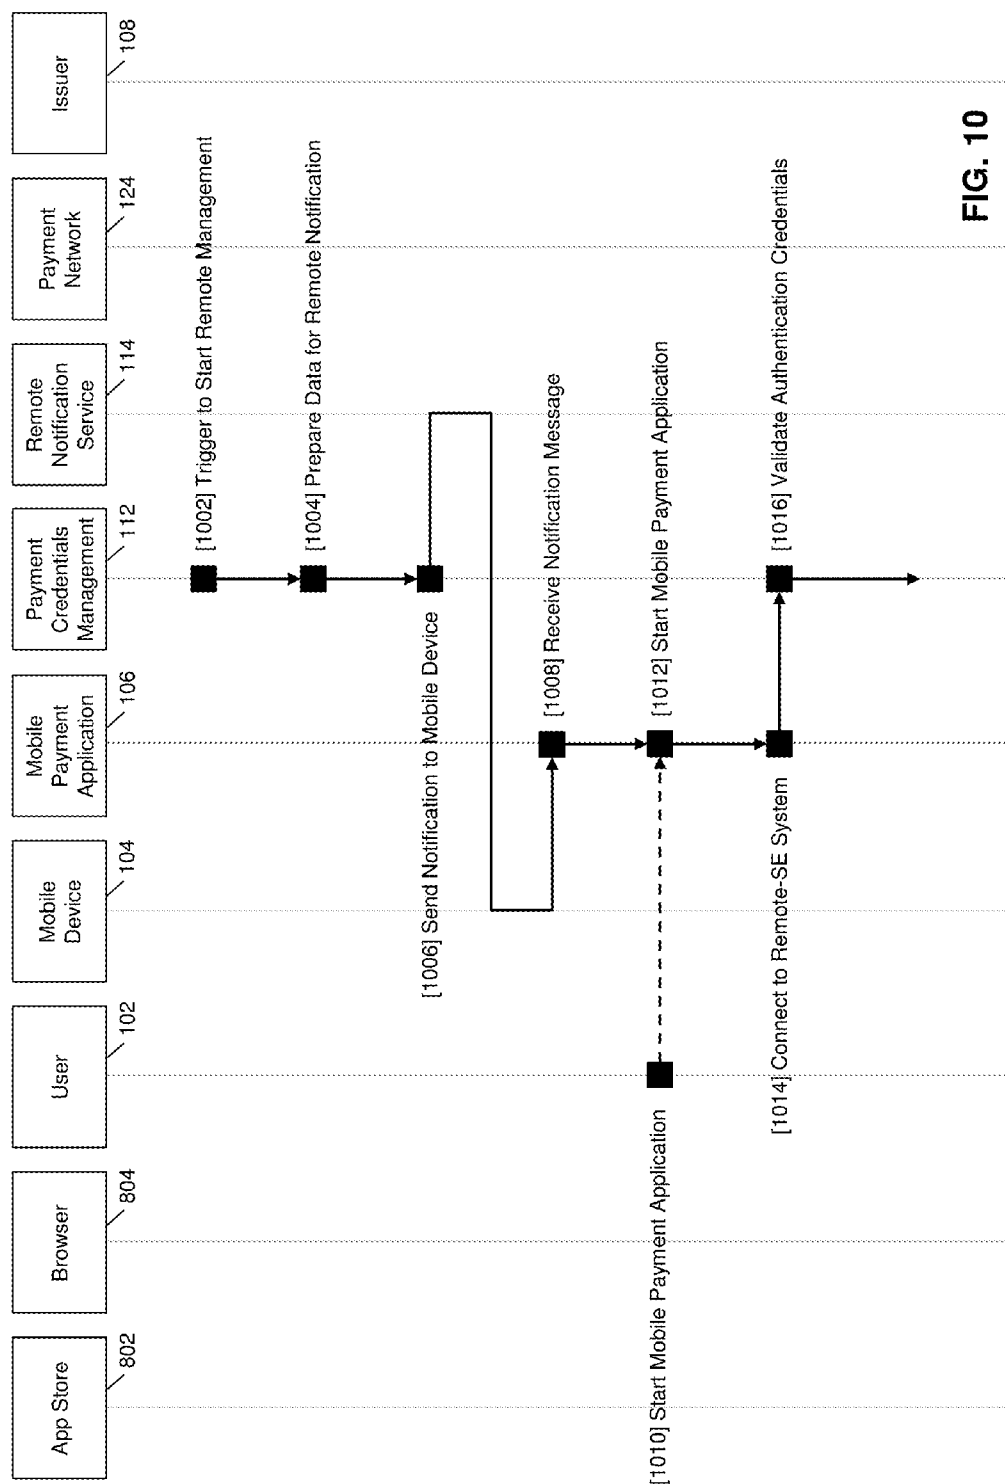 App Store
802
Browser
804
User
102
Mobile
Device
104
Mobile
Payment
Application
106
Payment
Credentials
Management
112
Remote
Notification
Service
114
Payment
Network
124
Issuer
108
[1002] Trigger to Start Remote Management
[1004] Prepare Data for Remote Notification
[1006] Send Notification to Mobile Device
[1008] Receive Notification Message
[1010] Start Mobile Payment Application
[1012] Start Mobile Payment Application
[1014] Connect to Remote-SE System
[1016] Validate Authentication Credentials
FIG. 10